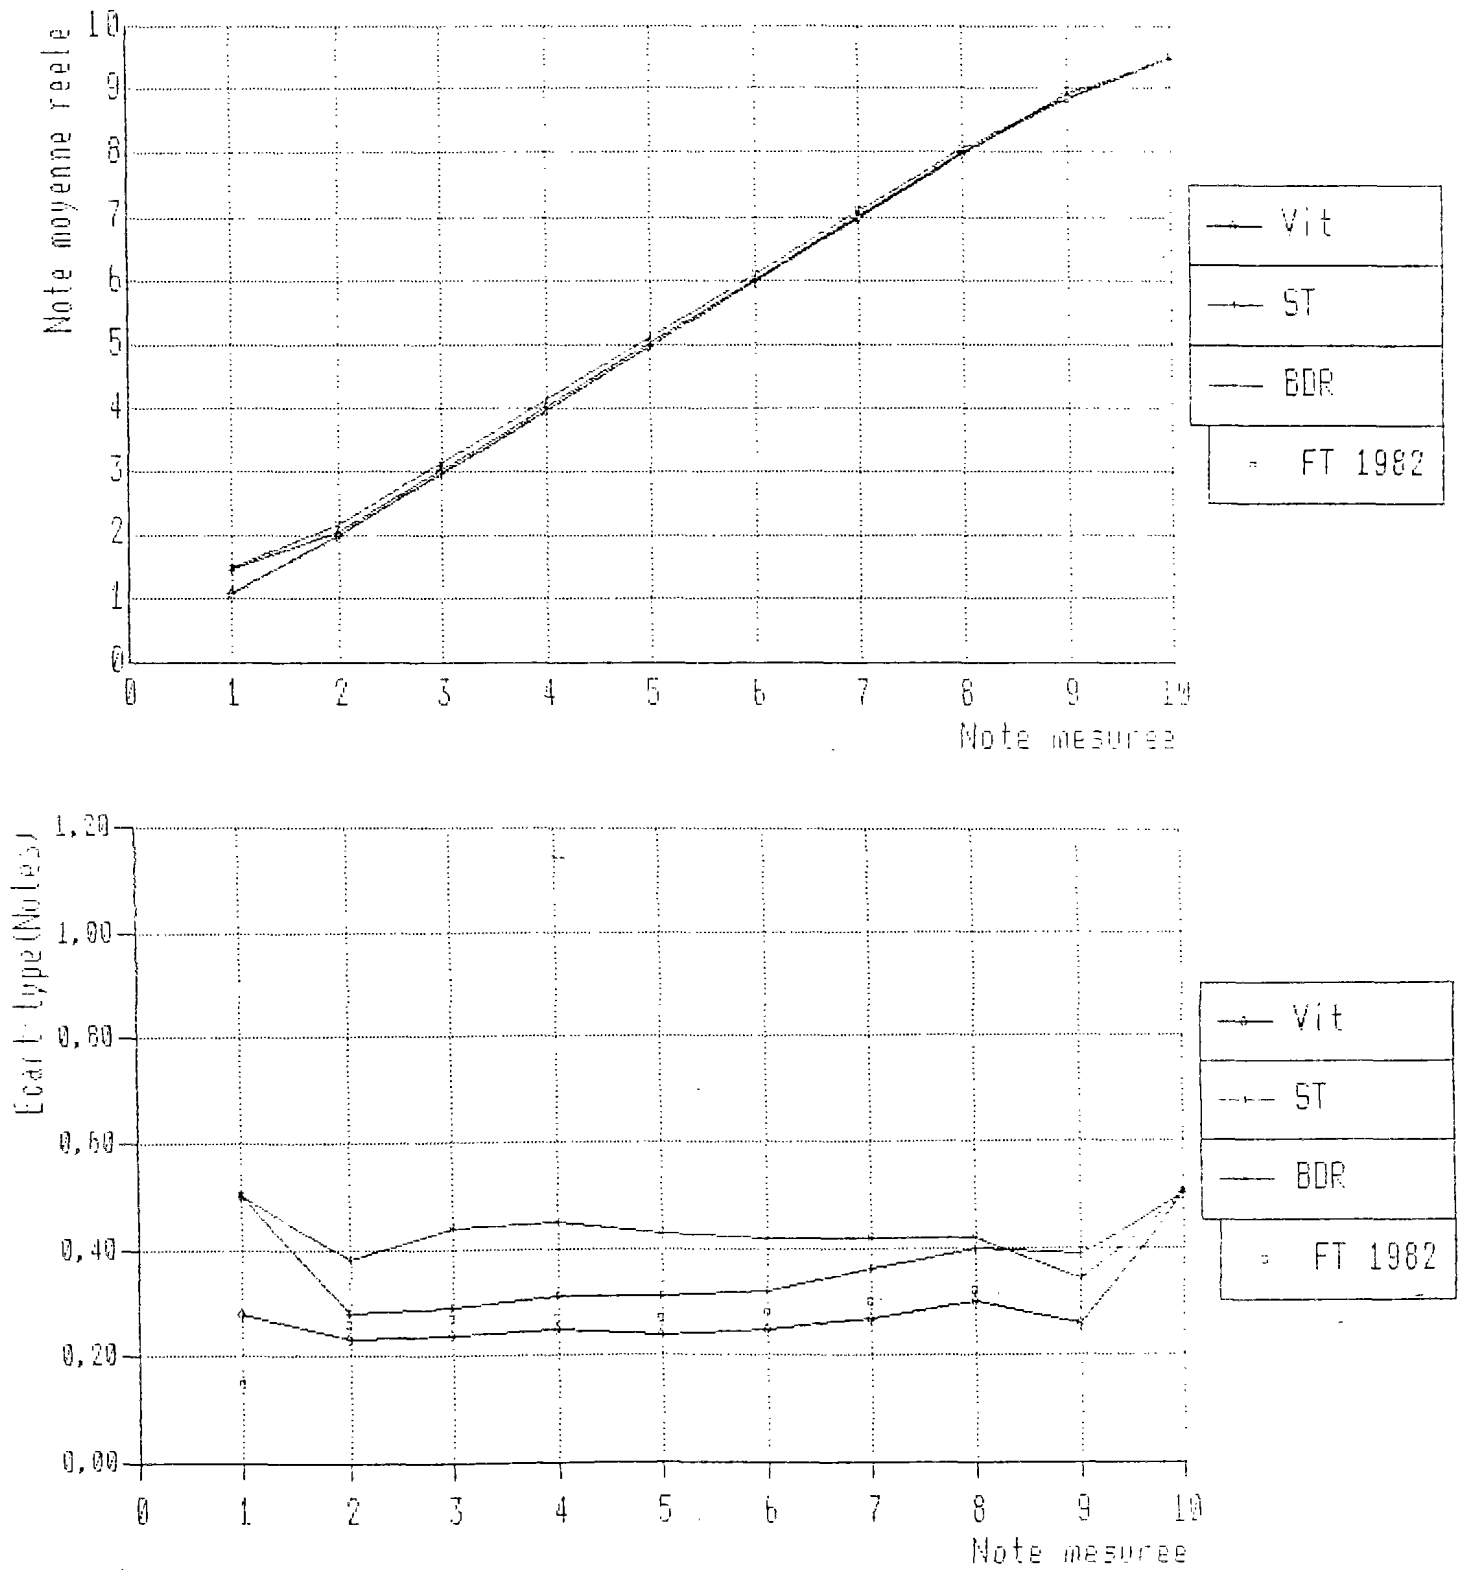 Note moyenne reele
10
9
8
7
6
5
4
3
2
1
0
0 1 2 3 4 5 6 7 8 9 10
Note mesuree
Vit
ST
BDR
FT 1982
Ecart-type(Notes)
1,20
1,00
0,80
0,60
0,40
0,20
0,00
0 1 2 3 4 5 6 7 8 9 10
Note mesuree
Vit
ST
BDR
FT 1982